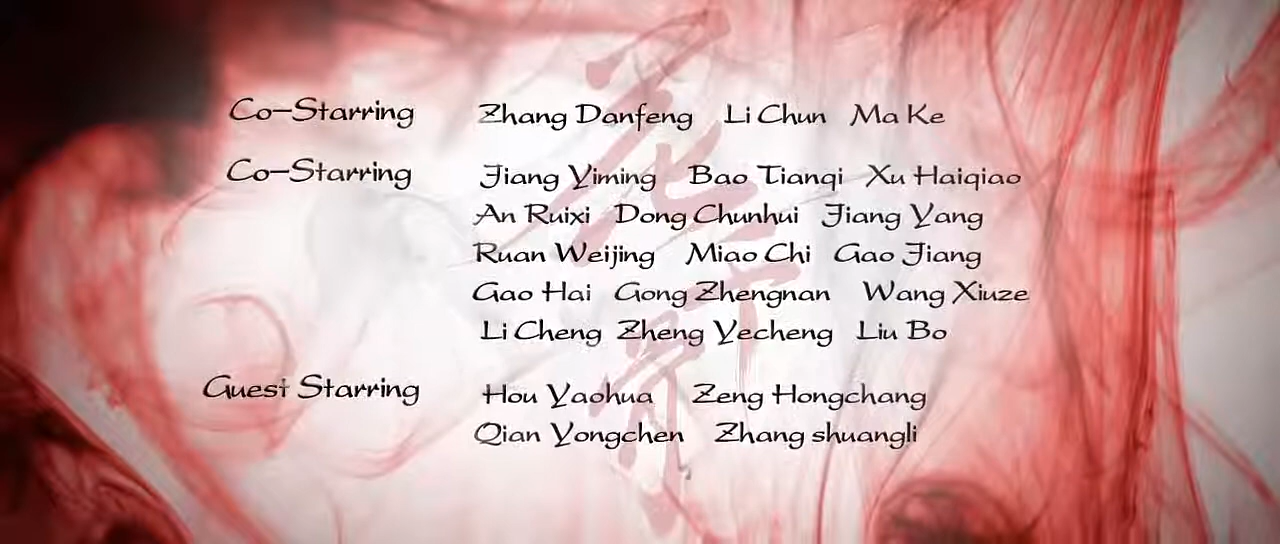 Co-Starring Zhang Danfeng Li Chun Ma Ke
Co-Starring Jiang Yiming Bao Tianqi Xu Haiqiao
An Ruixi Dong Chunhui Jiang Yang
Ruan Weijing Miao Chi Gao Jiang
Gao Hai Gong Zhengnan Wang Xiuze
Li Cheng Zheng Yecheng Liu Bo
Guest Starring Hou Yaohua Zeng Hongchang
Qian Yongchen Zhang shuangli